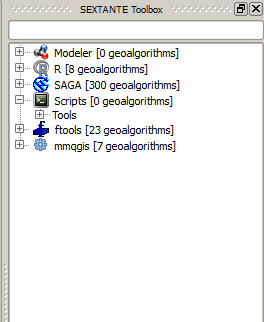 SEXTANTE Toolbox
Modeler [0 geoalgorithms]
R [8 geoalgorithms]
SAGA [300 geoalgorithms]
Scripts [0 geoalgorithms]
Tools
ftools [23 geoalgorithms]
mmqgis [7 geoalgorithms]